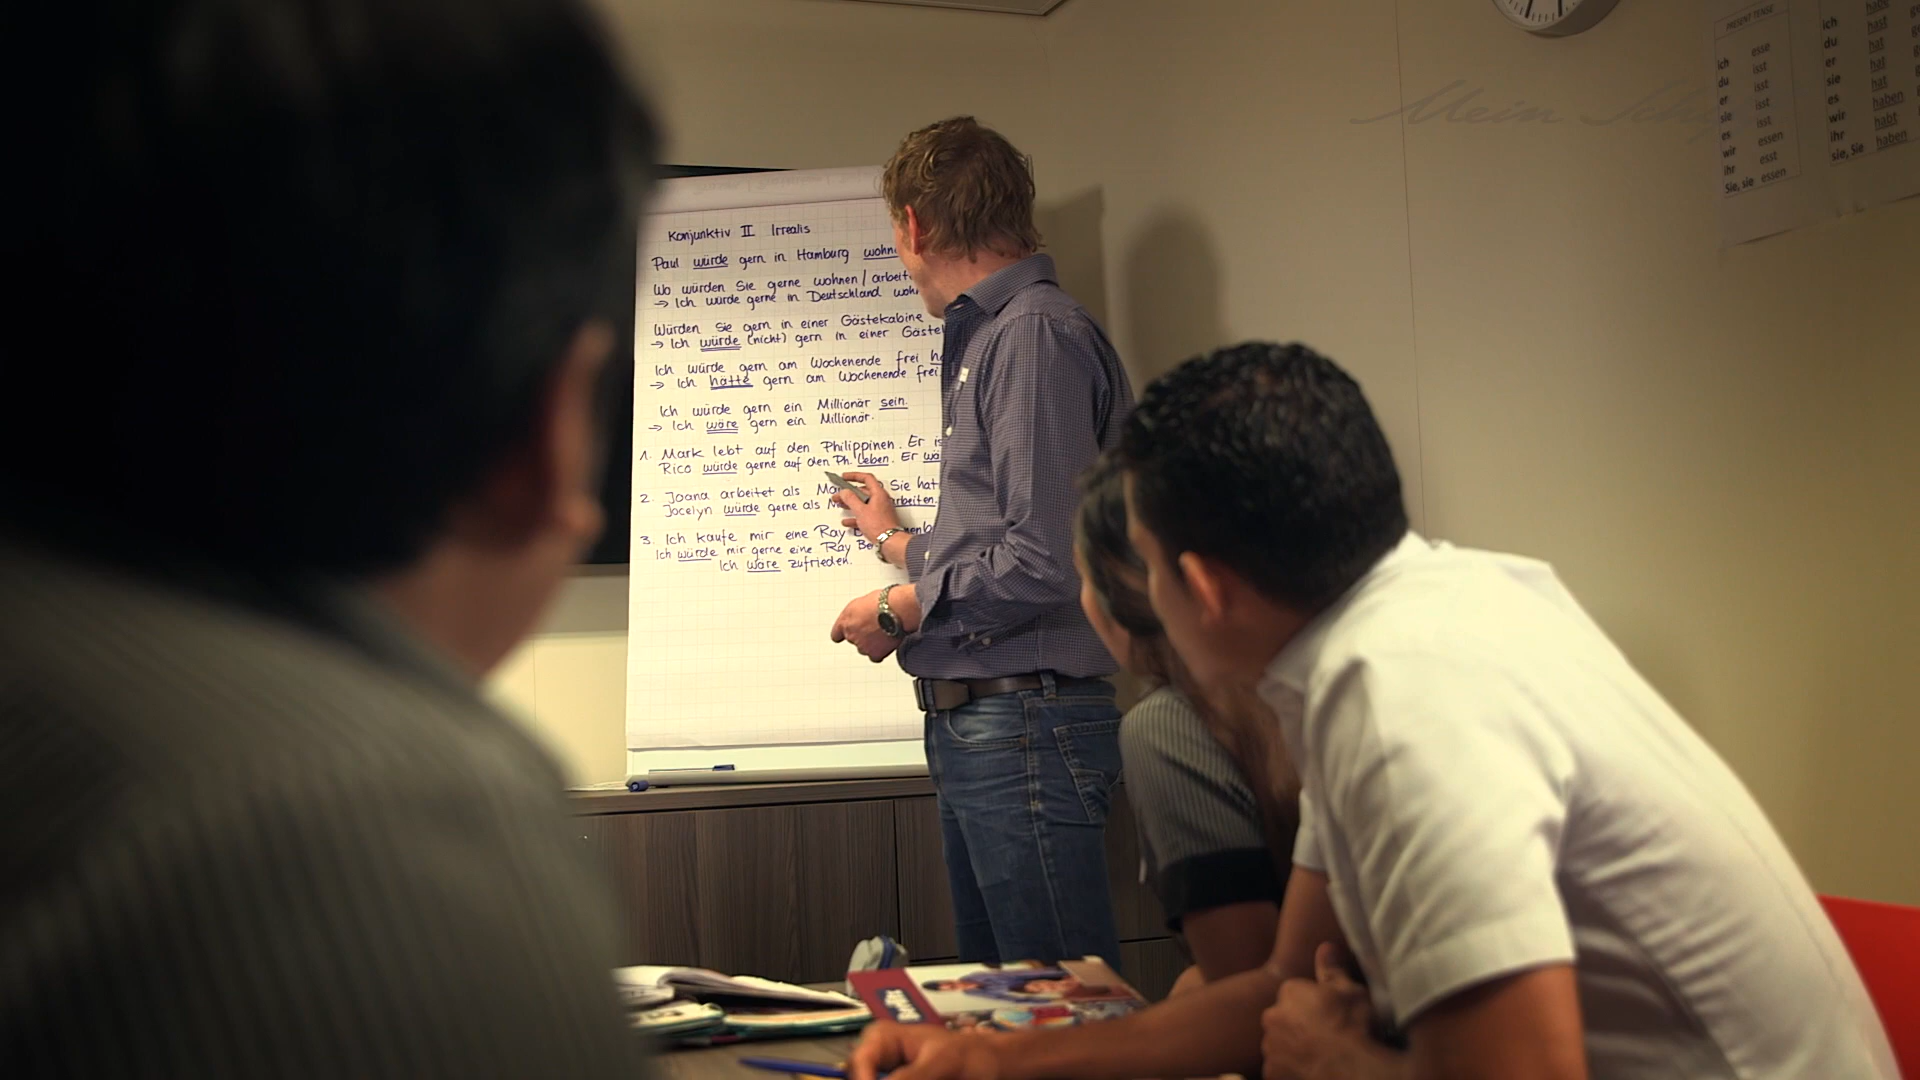 Konjunktiv II Irrealis
Paul würde gern in Hamburg
Wo würden Sie gerne wohnen /
→ Ich würde gerne in Deutschland
Würden Sie gern in einer Gästekabine
→ Ich würde (nicht) gern in einer
Ich würde gern am Wochenende frei
→ Ich hätte gern am Wochenende frei.
Ich würde gern ein Millionär sein.
→ Ich wäre gern ein Millionär.
1. Mark lebt auf den Philippinen. Er
Rico würde gerne auf den Ph. leben. Er
2. Joana arbeitet als Sie
Jocelyn würde gerne als arbeiten.
3. Ich kaufe mir eine Ray
Ich würde mir gerne eine Ray
Ich wäre zufrieden.
Mein
PRESENT TENSE
ich esse
du isst
er isst
sie isst
es isst
wir essen
ihr esst
Sie, sie essen
ich habe
du hast
er hat
sie hat
es hat
wir haben
ihr habt
sie, Sie haben